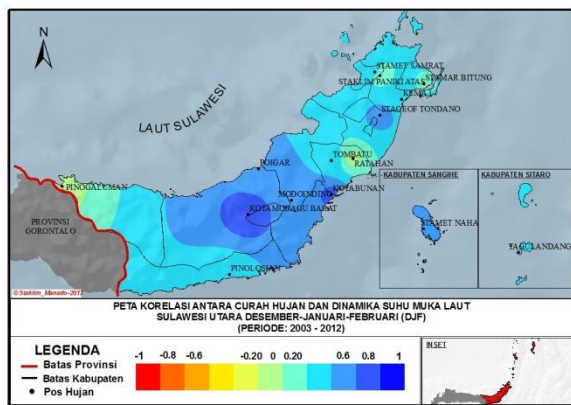 N
LAUT SULAWESI
STAMET SAMRAT
STAKLIM PANIKI ATAS
STAMAR BITUNG
KEMA
STAGEOF TONDANO
TOMBATU
RATAHAN
POIGAR
MODOINDING
KOTABUNAN
KOTAMOBAGU BARAT
PINOGALUMAN
PINOLOSIAN
PROVINSI
GORONTALO
KABUPATEN SANGIHE
STAMET NAHA
KABUPATEN SITARO
TAGULANDANG
© Staklim_Manado-2012
PETA KORELASI ANTARA CURAH HUJAN DAN DINAMIKA SUHU MUKA LAUT
SULAWESI UTARA DESEMBER-JANUARI-FEBRUARI (DJF)
(PERIODE: 2003 - 2012)
LEGENDA
Batas Provinsi
Batas Kabupaten
Pos Hujan
-1 -0.8 -0.6 -0.20 0 0.20 0.6 0.8 1
INSET